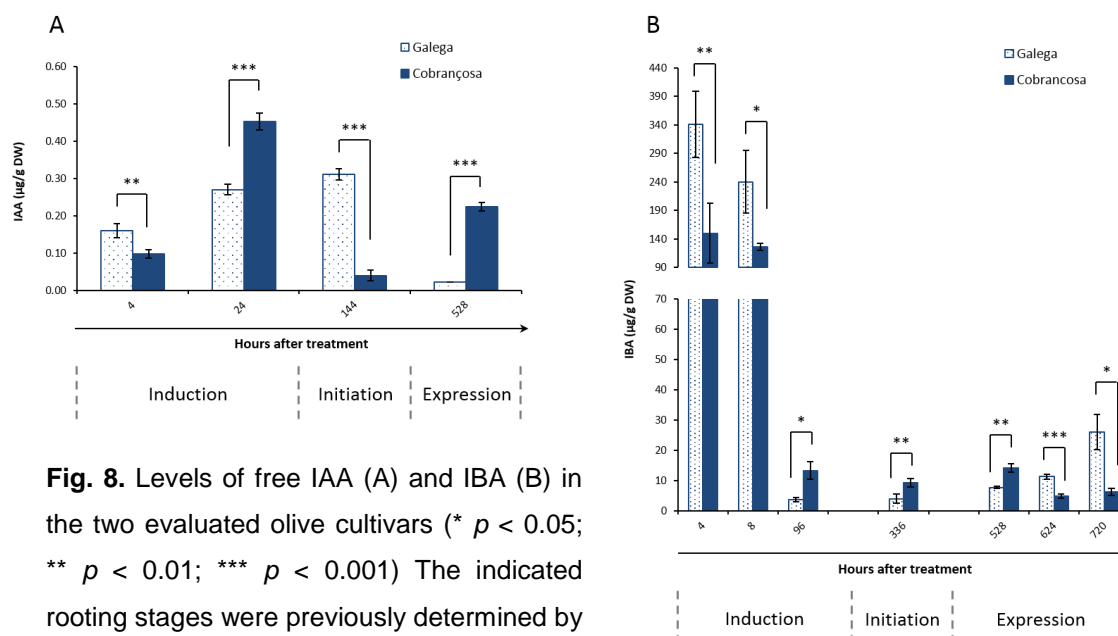 A
Galega
Cobrançosa
IAA (µg/g DW)
0.60
0.50
0.40
0.30
0.20
0.10
0.00
**
***
***
***
4
24
144
528
Hours after treatment
Induction
Initiation
Expression
B
Galega
Cobrancosa
IBA (µg/g DW)
440
390
340
290
240
190
140
90
70
60
50
40
30
20
10
0
**
*
*
**
**
***
*
4
8
96
336
528
624
720
Hours after treatment
Induction
Initiation
Expression
Fig. 8. Levels of free IAA (A) and IBA (B) in
the two evaluated olive cultivars (* p < 0.05;
** p < 0.01; *** p < 0.001) The indicated
rooting stages were previously determined by